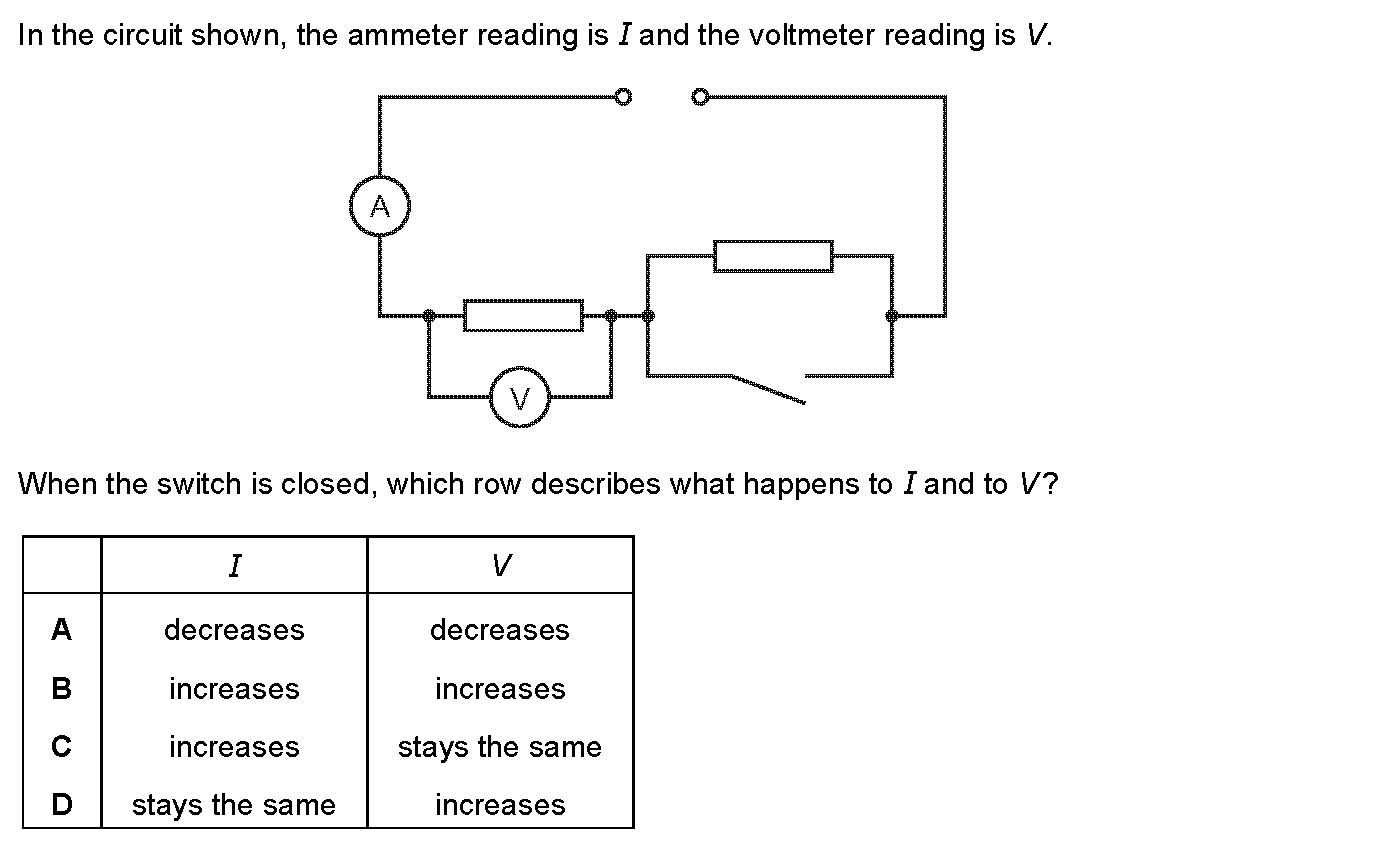 In the circuit shown, the ammeter reading is I and the voltmeter reading is V.
A
V
When the switch is closed, which row describes what happens to I and to V?
I V
A decreases decreases
B increases increases
C increases stays the same
D stays the same increases